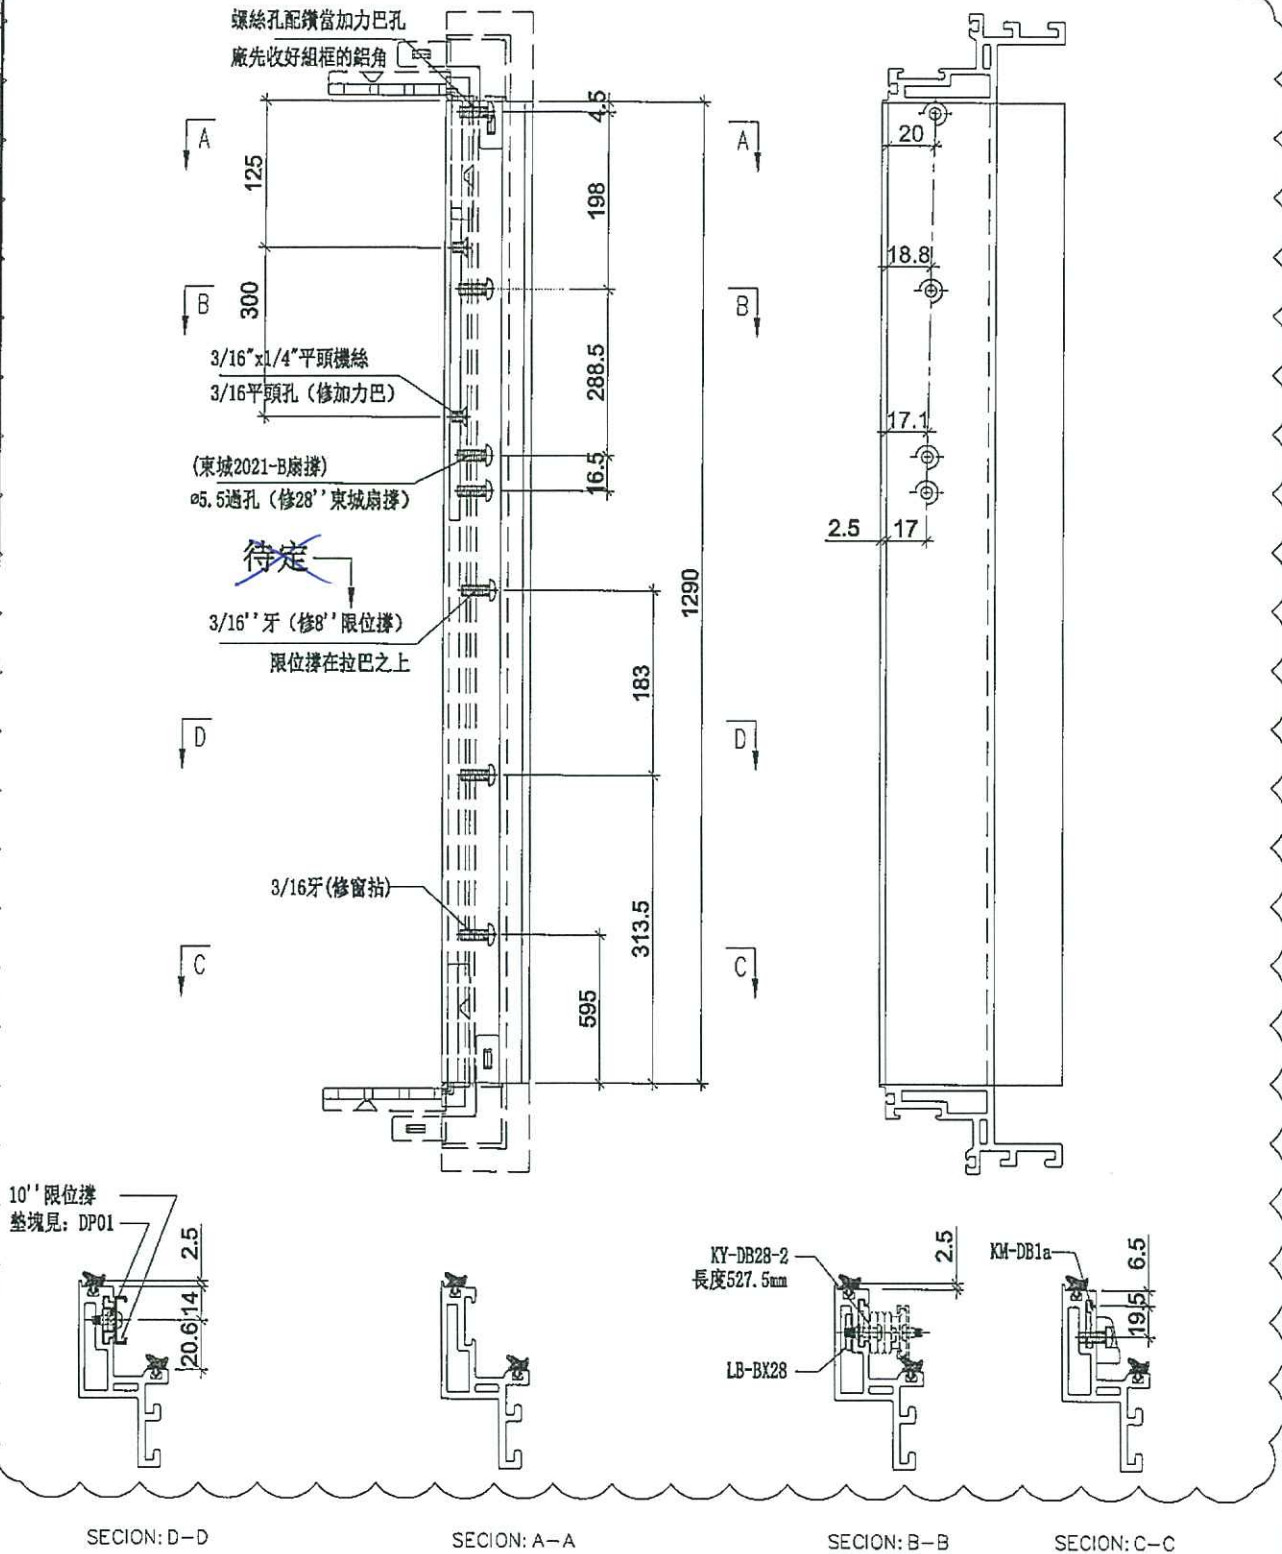 螺絲孔配鑽當加力巴孔
廠先收好組框的鋁角
A
A
125
4.5
198
20
18.8
B
B
300
288.5
3/16"x1/4"平頭機絲
3/16平頭孔（修加力巴）
17.1
(東城2021-B扇撐)
ø5.5過孔（修28''東城扇撐）
16.5
2.5
17
待定
3/16''牙（修8''限位撐）
限位撐在拉巴之上
1290
183
D
D
3/16牙(修窗拈)
313.5
595
C
C
10''限位撐
墊塊見: DP01
2.5
14
20.6
KY-DB28-2
長度527.5mm
LB-BX28
2.5
KM-DB1a
6.5
19.5
SECION: D-D
SECION: A-A
SECION: B-B
SECION: C-C